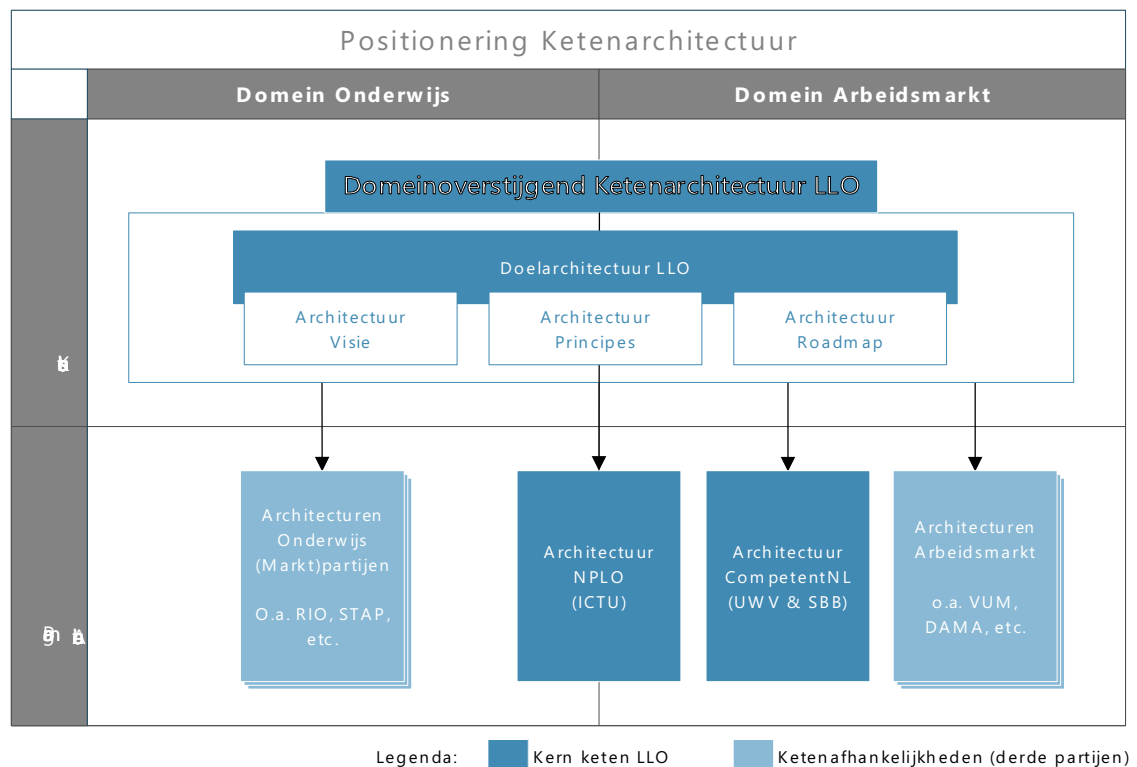 Positionering Ketenarchitectuur
Domein Onderwijs
Domein Arbeidsmarkt
Domeinoverstijgend Ketenarchitectuur LLO
Doelarchitectuur LLO
Architectuur
Visie
Architectuur
Principes
Architectuur
Roadmap
Architecturen
Onderwijs
(Markt)partijen
O.a. RIO, STAP,
etc.
Architectuur
NPLO
(ICTU)
Architectuur
CompetentNL
(UWV & SBB)
Architecturen
Arbeidsmarkt
o.a. VUM,
DAMA, etc.
Legenda:
Kern keten LLO
Ketenafhankelijkheden (derde partijen)